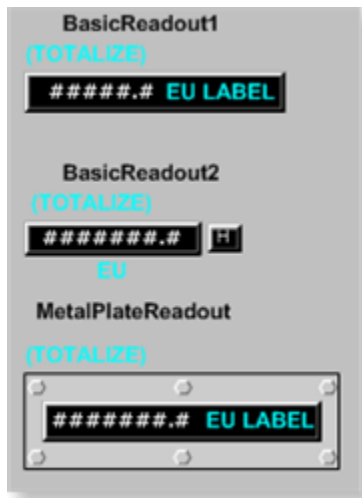 BasicReadout1
(TOTALIZE)
#####.# EU LABEL
BasicReadout2
(TOTALIZE)
#######.# H
EU
MetalPlateReadout
(TOTALIZE)
#######.# EU LABEL